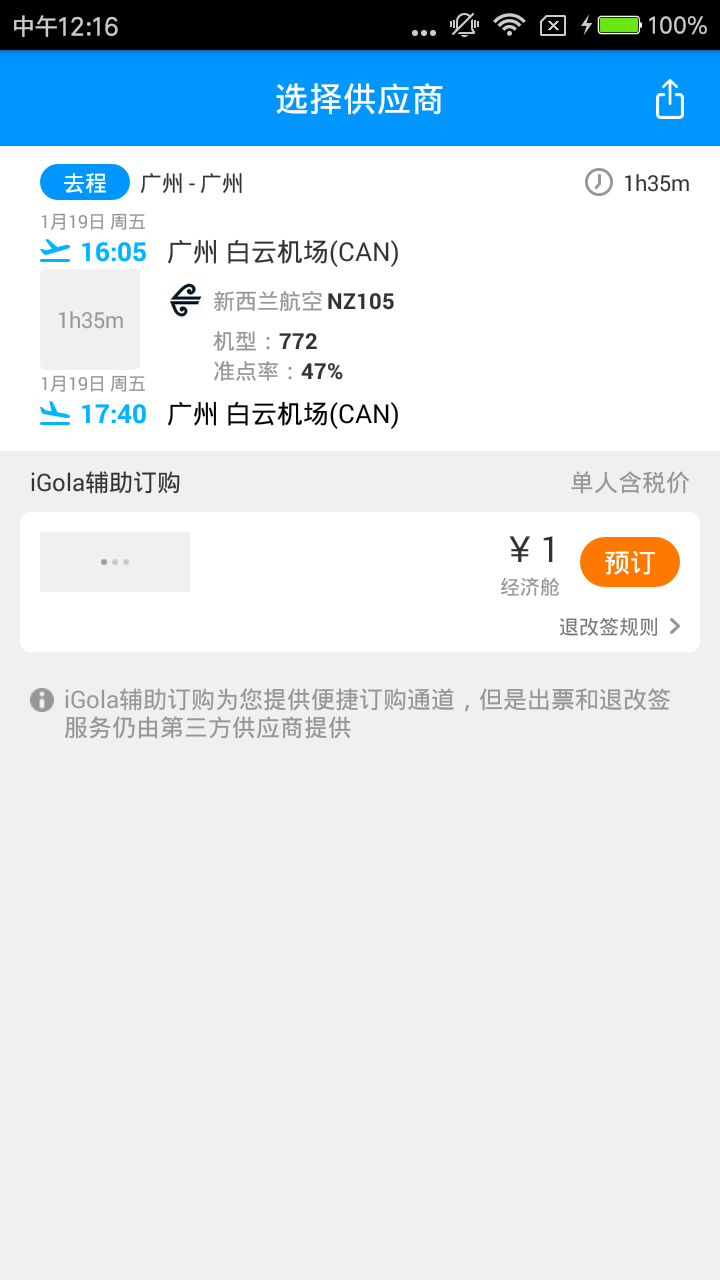 中午12:16
100%
选择供应商
去程 广州 - 广州 1h35m
1月19日 周五
16:05 广州 白云机场(CAN)
1h35m
新西兰航空 NZ105
机型：772
准点率：47%
1月19日 周五
17:40 广州 白云机场(CAN)
iGola辅助订购 单人含税价
¥ 1 预订
经济舱
退改签规则
iGola辅助订购为您提供便捷订购通道，但是出票和退改签
服务仍由第三方供应商提供